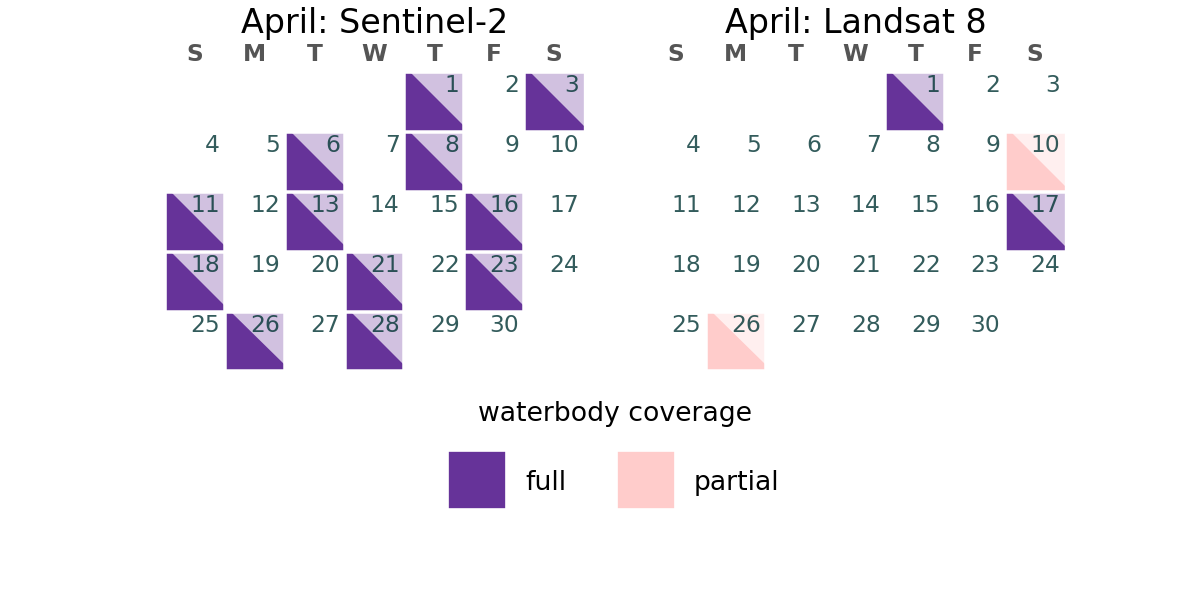 April: Sentinel-2
S M T W T F S
1 2 3
4 5 6 7 8 9 10
11 12 13 14 15 16 17
18 19 20 21 22 23 24
25 26 27 28 29 30
April: Landsat 8
S M T W T F S
1 2 3
4 5 6 7 8 9 10
11 12 13 14 15 16 17
18 19 20 21 22 23 24
25 26 27 28 29 30
waterbody coverage
full partial